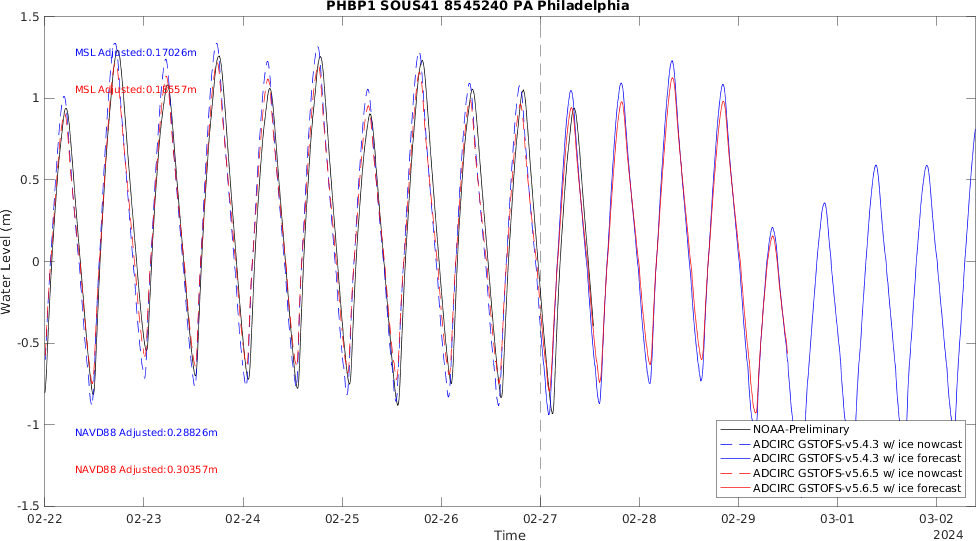 PHBP1 SOUS41 8545240 PA Philadelphia
1.5
MSL Adjusted:0.17026m
MSL Adjusted:0.18657m
1
0.5
0
-0.5
-1
-1.5
Water Level (m)
NAVD88 Adjusted:0.28826m
NAVD88 Adjusted:0.30357m
NOAA-Preliminary
ADCIRC GSTOFS-v5.4.3 w/ ice nowcast
ADCIRC GSTOFS-v5.4.3 w/ ice forecast
ADCIRC GSTOFS-v5.6.5 w/ ice nowcast
ADCIRC GSTOFS-v5.6.5 w/ ice forecast
02-22 02-23 02-24 02-25 02-26 02-27 02-28 02-29 03-01 03-02
Time
2024